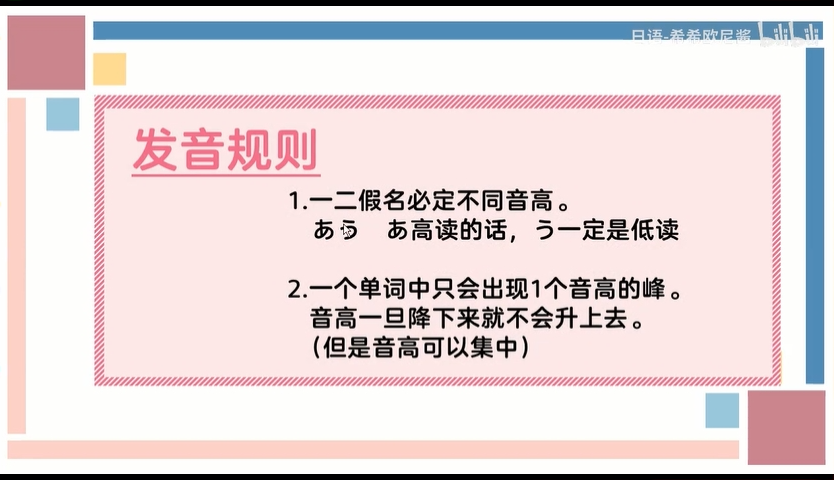 日语-希希欧尼酱 bilibili
发音规则
1.一二假名必定不同音高。
あう あ高读的话，う一定是低读
2.一个单词中只会出现1个音高的峰。
音高一旦降下来就不会升上去。
（但是音高可以集中）